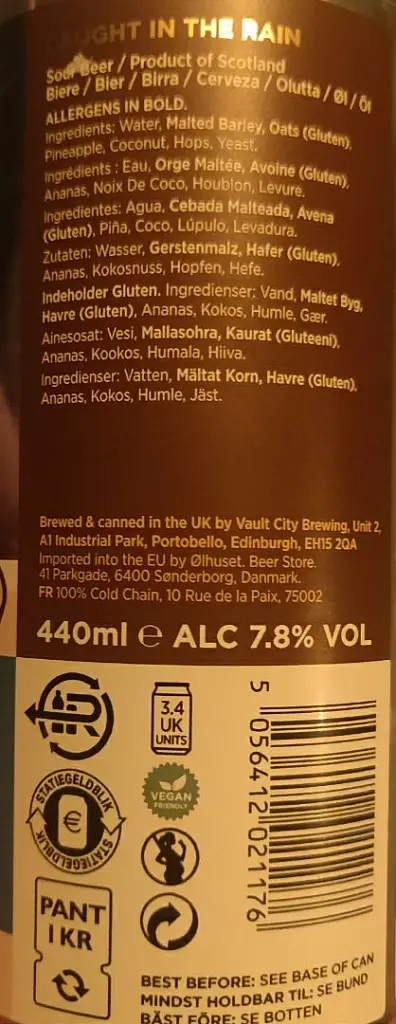 CAUGHT IN THE RAIN
Sour Beer / Product of Scotland
Biere / Bier / Birra / Cerveza / Olutta / Øl / Öl
ALLERGENS IN BOLD.
Ingredients: Water, Malted Barley, Oats (Gluten),
Pineapple, Coconut, Hops, Yeast.
Ingrédients : Eau, Orge Maltée, Avoine (Gluten),
Ananas, Noix De Coco, Houblon, Levure.
Ingredientes: Agua, Cebada Malteada, Avena
(Gluten), Piña, Coco, Lúpulo, Levadura.
Zutaten: Wasser, Gerstenmalz, Hafer (Gluten),
Ananas, Kokosnuss, Hopfen, Hefe.
Indeholder Gluten. Ingredienser: Vand, Maltet Byg,
Havre (Gluten), Ananas, Kokos, Humle, Gær.
Ainesosat: Vesi, Mallasohra, Kaurat (Gluteeni),
Ananas, Kookos, Humala, Hiiva.
Ingredienser: Vatten, Mältat Korn, Havre (Gluten),
Ananas, Kokos, Humle, Jäst.
Brewed & canned in the UK by Vault City Brewing, Unit 2,
A1 Industrial Park, Portobello, Edinburgh, EH15 2QA
Imported into the EU by Ølhuset. Beer Store.
41 Parkgade, 6400 Sønderborg, Danmark.
FR 100% Cold Chain, 10 Rue de la Paix, 75002
440ml ℮ ALC 7.8% VOL
3.4
UK
UNITS
VEGAN
FRIENDLY
STATIEGELDBLIK
€
STATIEGELDBLIK
PANT
1 KR
5 056412 021176
BEST BEFORE: SEE BASE OF CAN
MINDST HOLDBAR TIL: SE BUND
BÄST FÖRE: SE BOTTEN